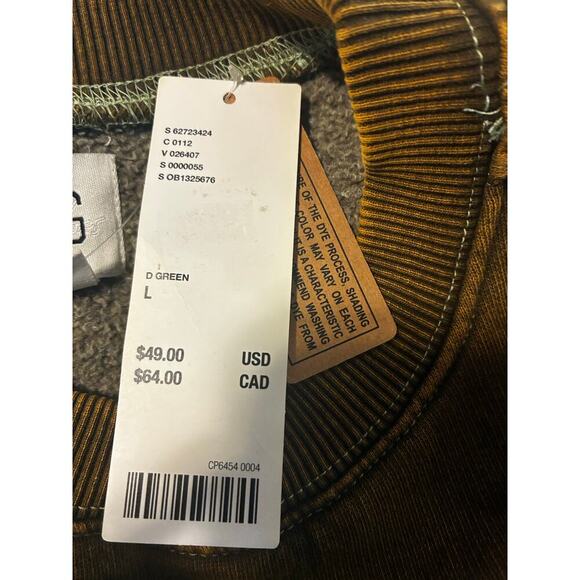 S 62723424
C 0112
V 026407
S 0000055
S OB1325676
D GREEN
L
$49.00 USD
$64.00 CAD
CP6454 0004
OF THE DYE PROCESS, SHADING
COLOR MAY VARY ON EACH
IT IS A CHARACTERISTIC
WASHING
FROM